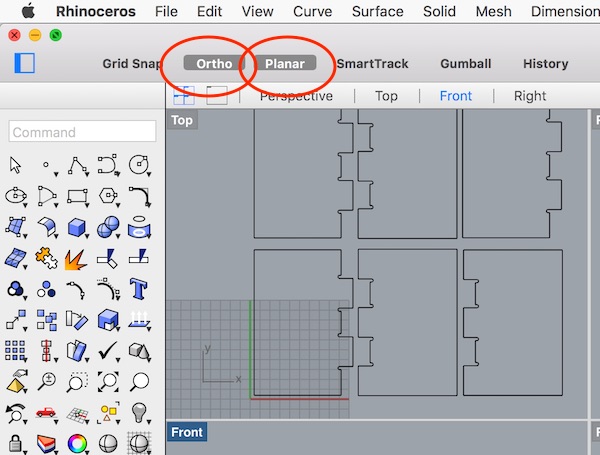 Rhinoceros File Edit View Curve Surface Solid Mesh Dimension
Grid Snap Ortho Planar SmartTrack Gumball History
Perspective Top Front Right
Top
Command
y
x
Front